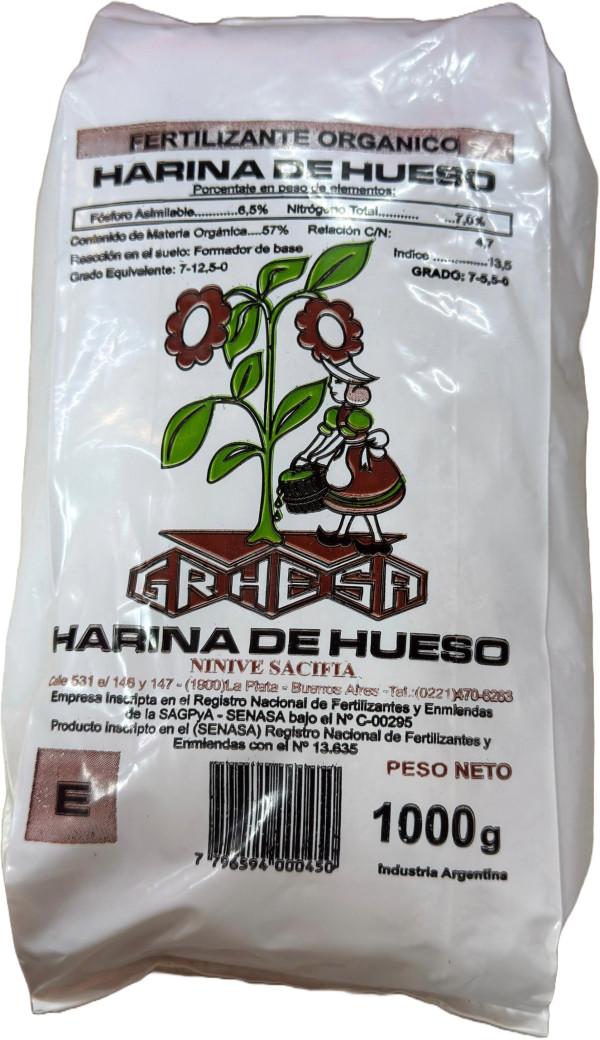 FERTILIZANTE ORGANICO
HARINA DE HUESO
Porcentaje en peso de elementos:
Fósforo Asimilable...........6,5% Nitrógeno Total..............7,0%
Contenido de Materia Orgánica....57% Relación C/N: 4,7
Reacción en el suelo: Formador de base Indice ...............13,5
Grado Equivalente: 7-12,5-0 GRADO: 7-5,5-0
GRHESA
HARINA DE HUESO
NINIVE SACIFIA
Calle 531 e/ 146 y 147 - (1900)La Plata - Buenos Aires -Tel.:(0221)470-6263
Empresa Inscripta en el Registro Nacional de Fertilizantes y Enmiendas
de la SAGPyA - SENASA bajo el Nº C-00295
Producto inscripto en el (SENASA) Registro Nacional de Fertilizantes y
Enmiendas con el Nº 13.635
PESO NETO
E
1000g
7 796594 000450
Industria Argentina